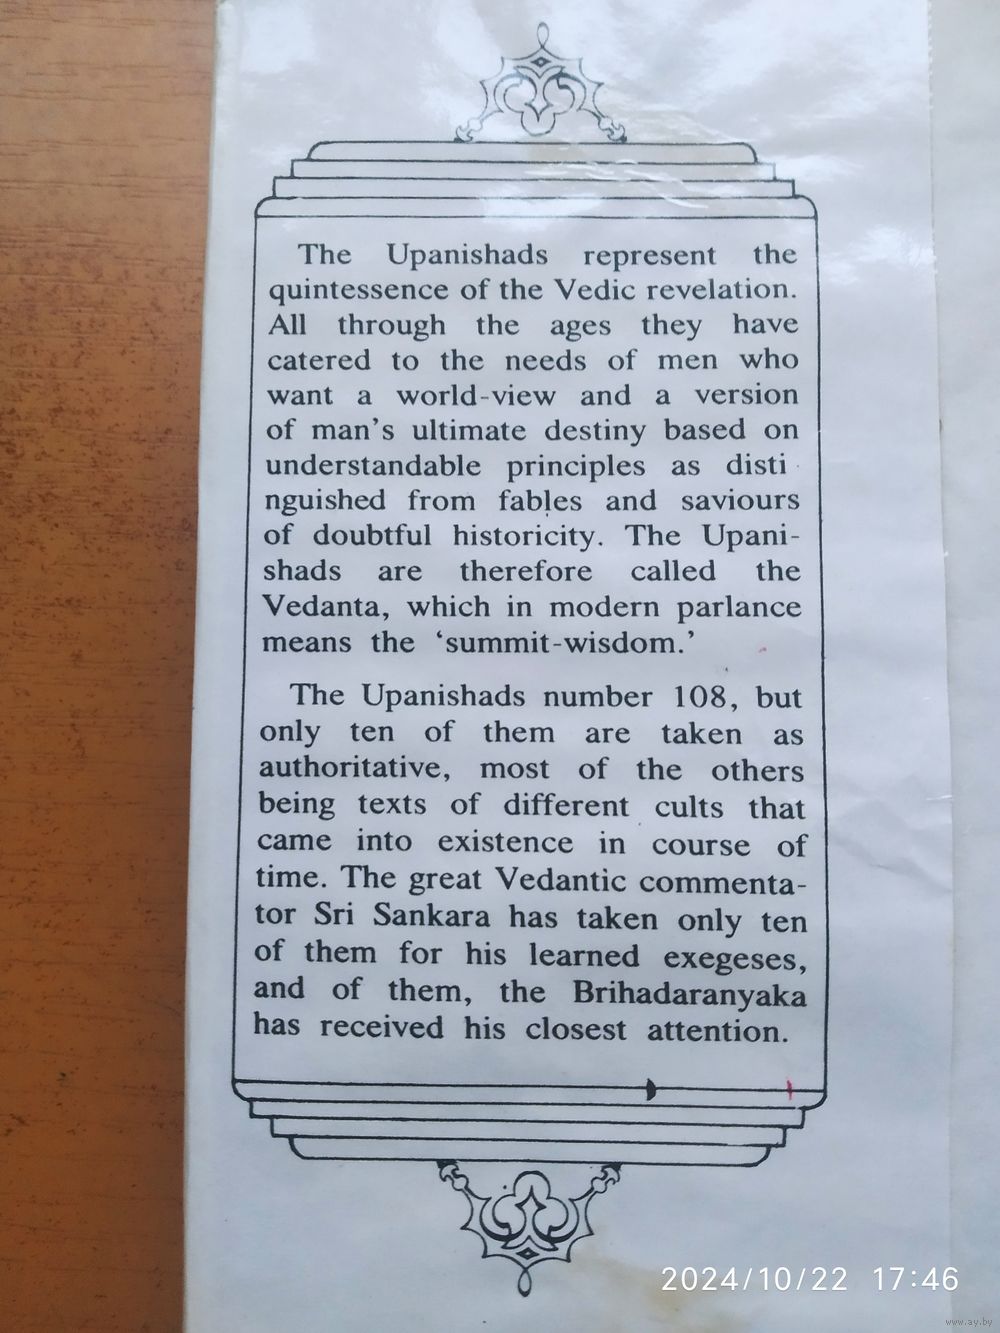 The Upanishads represent the
quintessence of the Vedic revelation.
All through the ages they have
catered to the needs of men who
want a world-view and a version
of man's ultimate destiny based on
understandable principles as disti
nguished from fables and saviours
of doubtful historicity. The Upani-
shads are therefore called the
Vedanta, which in modern parlance
means the ‘summit-wisdom.’
The Upanishads number 108, but
only ten of them are taken as
authoritative, most of the others
being texts of different cults that
came into existence in course of
time. The great Vedantic commenta-
tor Sri Sankara has taken only ten
of them for his learned exegeses,
and of them, the Brihadaranyaka
has received his closest attention.
2024/10/22 17:46
www.ay.by